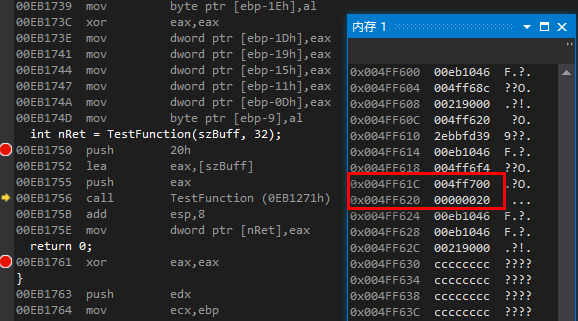 00EB1739 mov byte ptr [ebp-1Eh],al
00EB173C xor eax,eax
00EB173E mov dword ptr [ebp-1Dh],eax
00EB1741 mov dword ptr [ebp-19h],eax
00EB1744 mov dword ptr [ebp-15h],eax
00EB1747 mov dword ptr [ebp-11h],eax
00EB174A mov dword ptr [ebp-0Dh],eax
00EB174D mov byte ptr [ebp-9],al
int nRet = TestFunction(szBuff, 32);
00EB1750 push 20h
00EB1752 lea eax,[szBuff]
00EB1755 push eax
00EB1756 call TestFunction (0EB1271h)
00EB175B add esp,8
00EB175E mov dword ptr [nRet],eax
return 0;
00EB1761 xor eax,eax
}
00EB1763 push edx
00EB1764 mov ecx,ebp
内存 1
0x004FF600 00eb1046 F.?.
0x004FF604 004ff68c ??O.
0x004FF608 00219000 .?!.
0x004FF60C 004ff620 .O.
0x004FF610 2ebbfd39 9??.
0x004FF614 00eb1046 F.?.
0x004FF618 004ff6f4 ??O.
0x004FF61C 004ff700 .?O.
0x004FF620 00000020 ...
0x004FF624 00eb1046 F.?.
0x004FF628 00eb1046 F.?.
0x004FF62C 00219000 .?!.
0x004FF630 cccccccc ????
0x004FF634 cccccccc ????
0x004FF638 cccccccc ????
0x004FF63C cccccccc ????